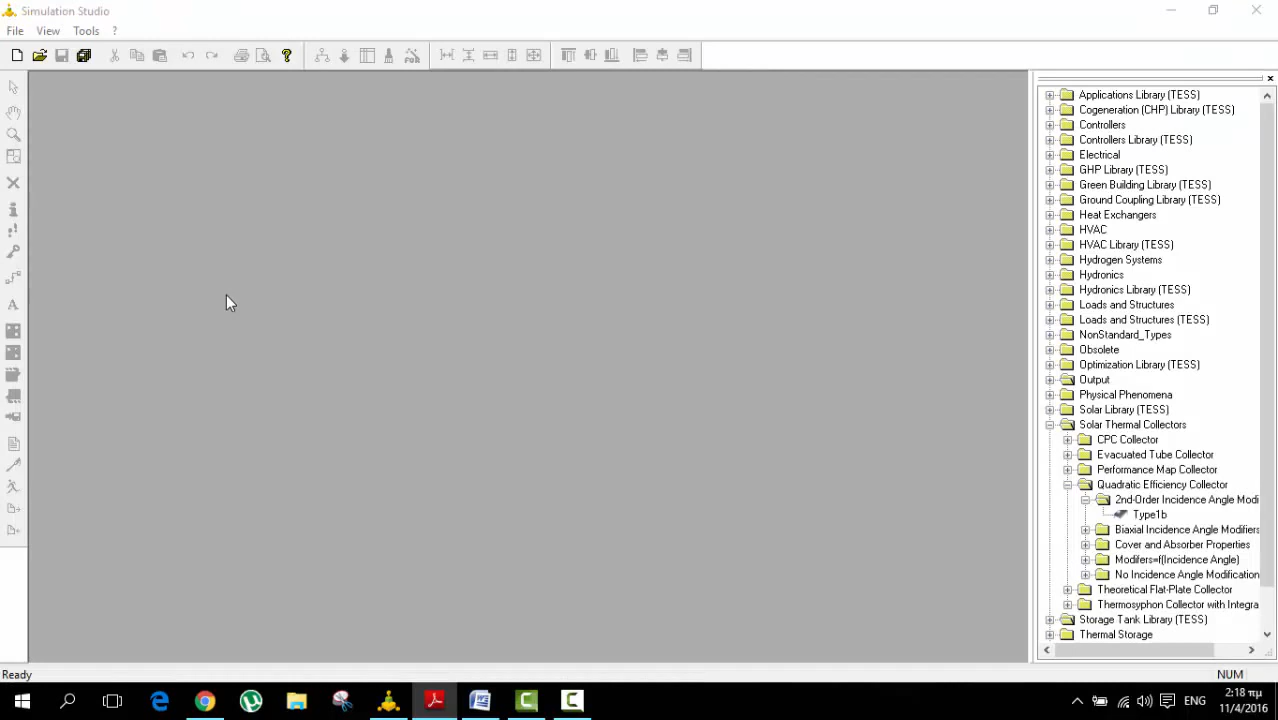 Simulation Studio
File View Tools ?
Applications Library (TESS)
Cogeneration (CHP) Library (TESS)
Controllers
Controllers Library (TESS)
Electrical
GHP Library (TESS)
Green Building Library (TESS)
Ground Coupling Library (TESS)
Heat Exchangers
HVAC
HVAC Library (TESS)
Hydrogen Systems
Hydronics
Hydronics Library (TESS)
Loads and Structures
Loads and Structures (TESS)
NonStandard_Types
Obsolete
Optimization Library (TESS)
Output
Physical Phenomena
Solar Library (TESS)
Solar Thermal Collectors
CPC Collector
Evacuated Tube Collector
Performance Map Collector
Quadratic Efficiency Collector
2nd-Order Incidence Angle Modi
Type1b
Biaxial Incidence Angle Modifiers
Cover and Absorber Properties
Modifers=f(Incidence Angle)
No Incidence Angle Modification
Theoretical Flat-Plate Collector
Thermosyphon Collector with Integra
Storage Tank Library (TESS)
Thermal Storage
Ready
NUM
ENG
2:18 πμ
11/4/2016